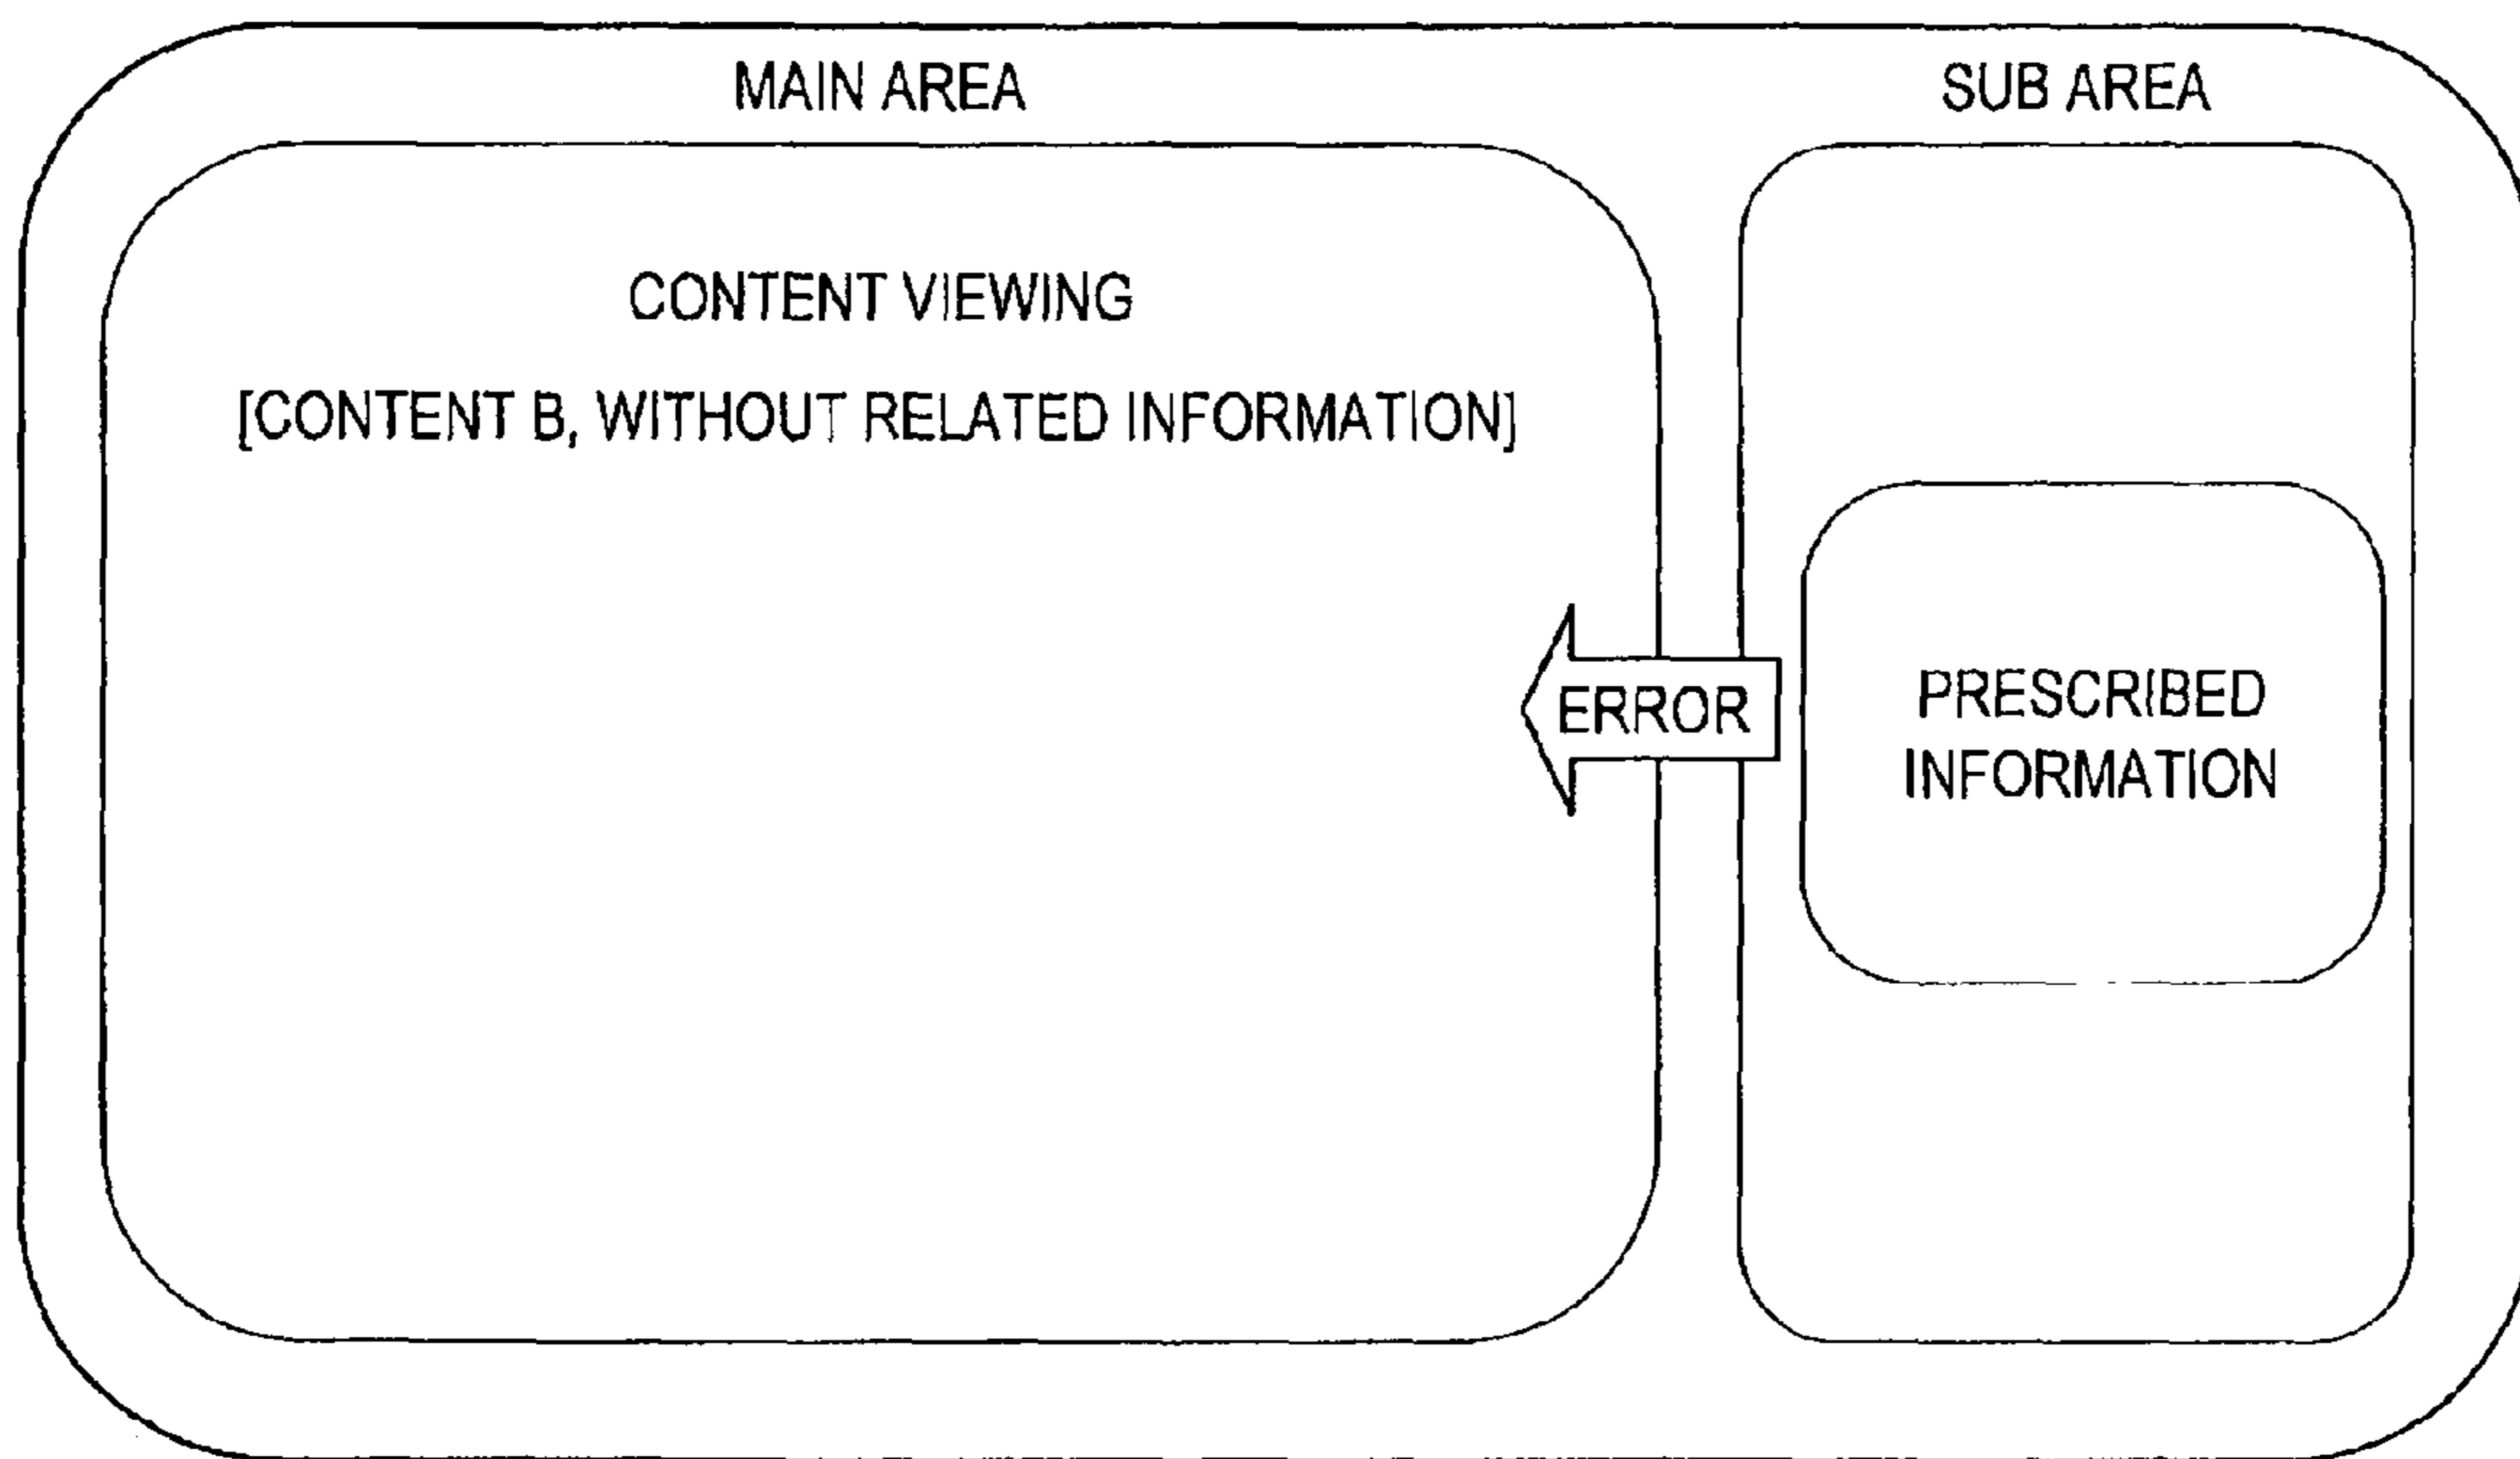 MAIN AREA
SUB AREA
CONTENT VIEWING
[CONTENT B, WITHOUT RELATED INFORMATION]
ERROR
PRESCRIBED
INFORMATION